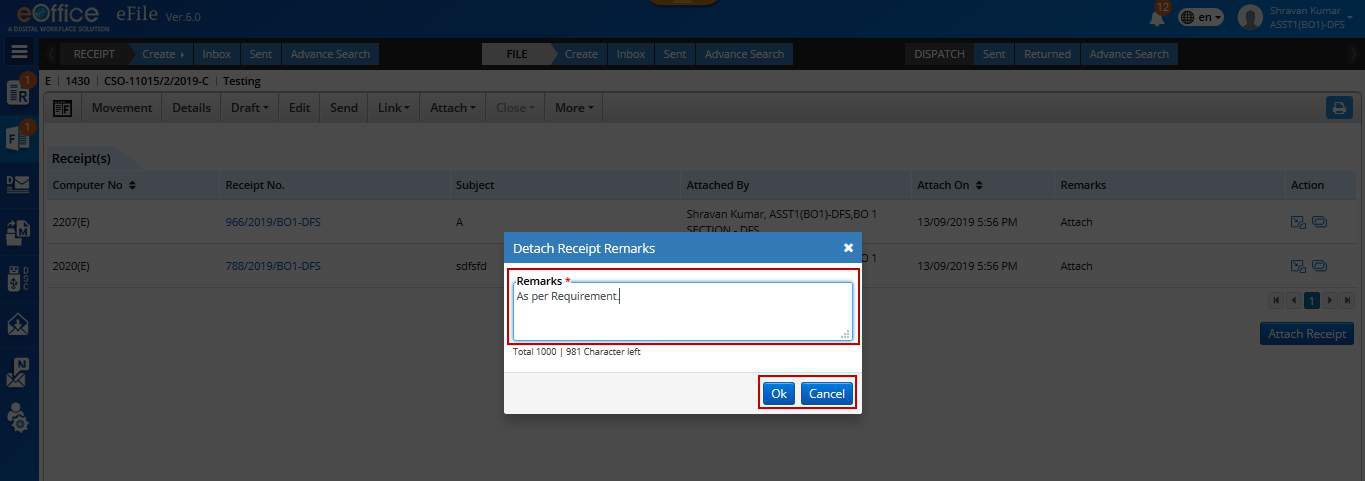 eOffice
A DIGITAL WORKPLACE SOLUTION
eFile Ver.6.0
12
en
Shravan Kumar
ASST1(BO1)-DFS
RECEIPT Create Inbox Sent Advance Search FILE Create Inbox Sent Advance Search DISPATCH Sent Returned Advance Search
E | 1430 | CSO-11015/2/2019-C | Testing
1
R
Movement Details Draft Edit Send Link Attach Close More
1
F
Receipt(s)
Computer No Receipt No. Subject Attached By Attach On Remarks Action
D
2207(E) 966/2019/BO1-DFS A Shravan Kumar, ASST1(BO1)-DFS,BO 1 SECTION - DFS 13/09/2019 5:56 PM Attach
M
2020(E) 788/2019/BO1-DFS sdfsfd O 1 13/09/2019 5:56 PM Attach
DSC
1
Attach Receipt
N
Detach Receipt Remarks
Remarks *
As per Requirement.
Total 1000 | 981 Character left
Ok Cancel